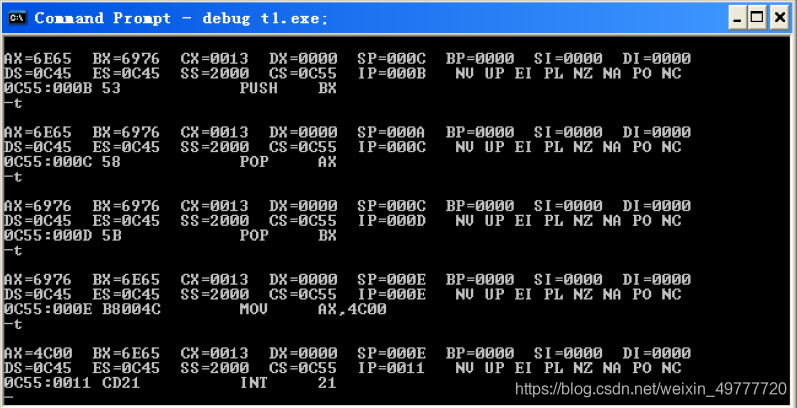 Command Prompt - debug t1.exe;
AX=6E65  BX=6976  CX=0013  DX=0000  SP=000C  BP=0000  SI=0000  DI=0000
DS=0C45  ES=0C45  SS=2000  CS=0C55  IP=000B   NV UP EI PL NZ NA PO NC
0C55:000B 53            PUSH    BX
-t
AX=6E65  BX=6976  CX=0013  DX=0000  SP=000A  BP=0000  SI=0000  DI=0000
DS=0C45  ES=0C45  SS=2000  CS=0C55  IP=000C   NV UP EI PL NZ NA PO NC
0C55:000C 58            POP     AX
-t
AX=6976  BX=6976  CX=0013  DX=0000  SP=000C  BP=0000  SI=0000  DI=0000
DS=0C45  ES=0C45  SS=2000  CS=0C55  IP=000D   NV UP EI PL NZ NA PO NC
0C55:000D 5B            POP     BX
-t
AX=6976  BX=6E65  CX=0013  DX=0000  SP=000E  BP=0000  SI=0000  DI=0000
DS=0C45  ES=0C45  SS=2000  CS=0C55  IP=000E   NV UP EI PL NZ NA PO NC
0C55:000E B8004C        MOV     AX,4C00
-t
AX=4C00  BX=6E65  CX=0013  DX=0000  SP=000E  BP=0000  SI=0000  DI=0000
DS=0C45  ES=0C45  SS=2000  CS=0C55  IP=0011   NV UP EI PL NZ NA PO NC
0C55:0011 CD21          INT     21
-
https://blog.csdn.net/weixin_49777720